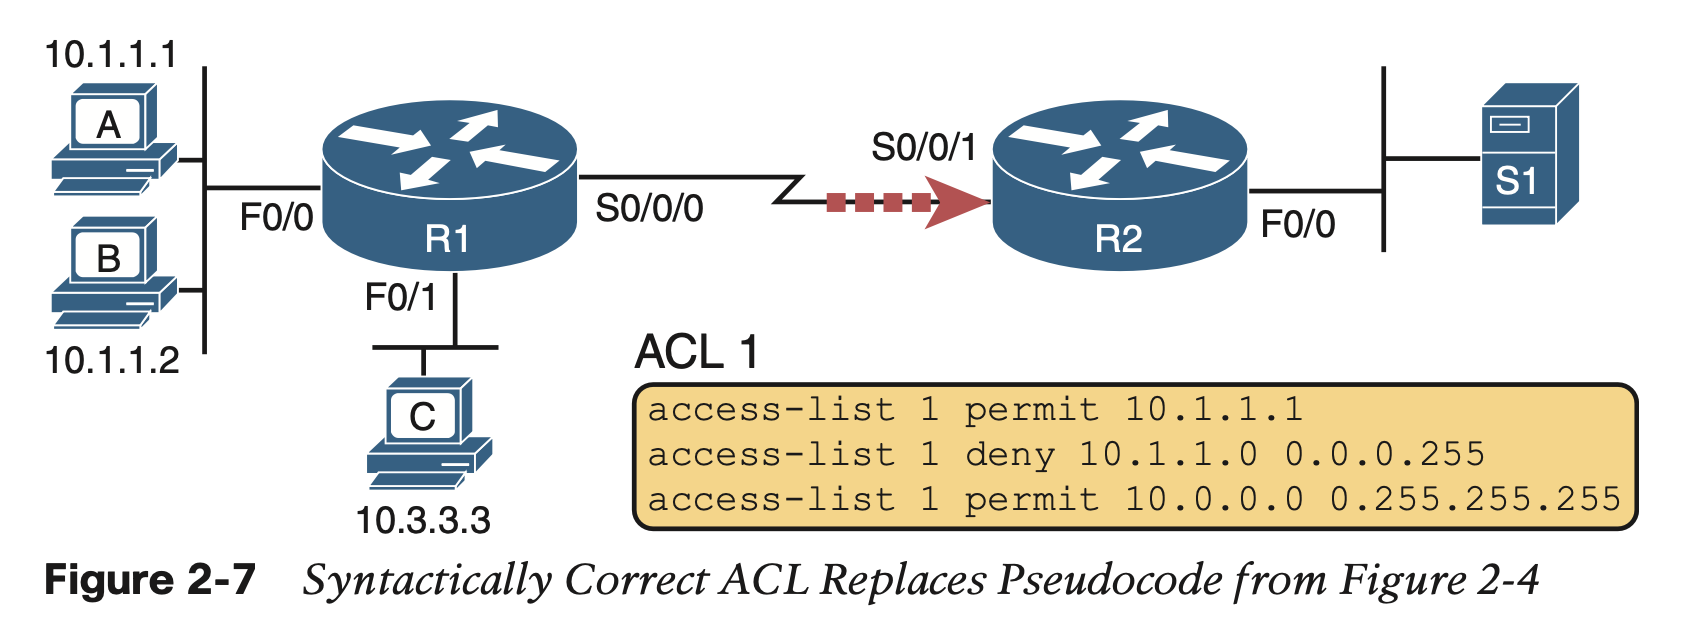 10.1.1.1
A
B
10.1.1.2
F0/0
R1
S0/0/0
F0/1
C
10.3.3.3
S0/0/1
R2
F0/0
S1
ACL 1
access-list 1 permit 10.1.1.1
access-list 1 deny 10.1.1.0 0.0.0.255
access-list 1 permit 10.0.0.0 0.255.255.255
Figure 2-7 Syntactically Correct ACL Replaces Pseudocode from Figure 2-4